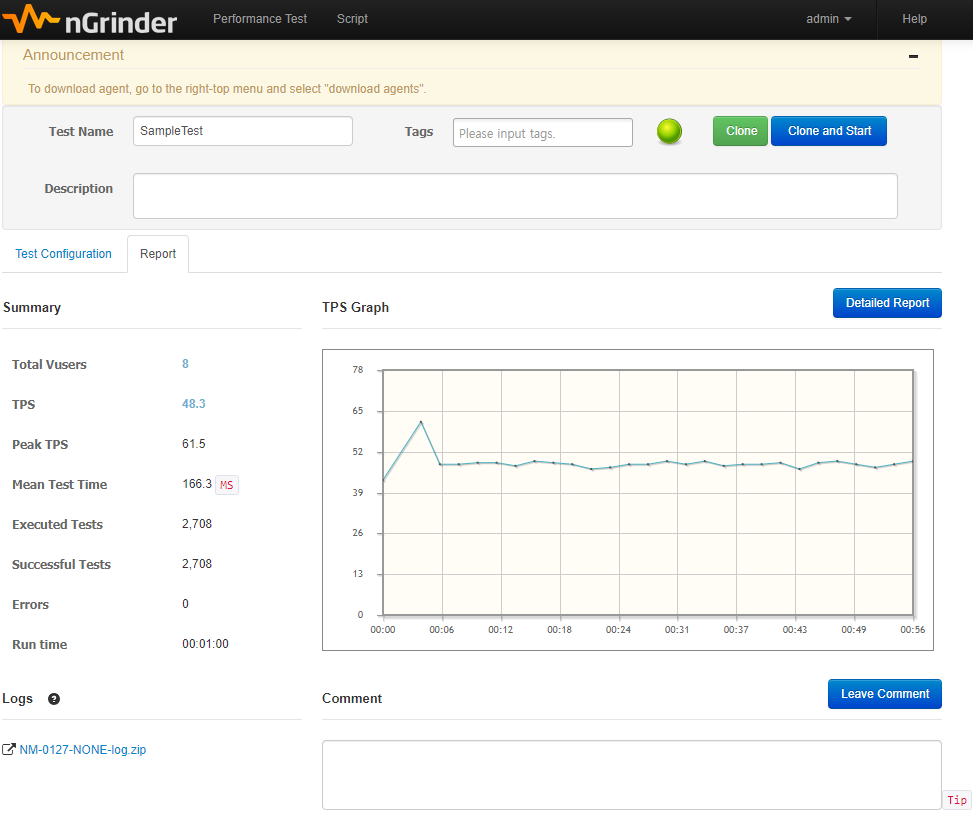 nGrinder Performance Test Script admin Help
Announcement
To download agent, go to the right-top menu and select "download agents".
Test Name SampleTest Tags Please input tags. Clone Clone and Start
Description
Test Configuration Report
Summary
Total Vusers 8
TPS 48.3
Peak TPS 61.5
Mean Test Time 166.3 MS
Executed Tests 2,708
Successful Tests 2,708
Errors 0
Run time 00:01:00
TPS Graph Detailed Report
78
65
52
39
26
13
0
00:00 00:06 00:12 00:18 00:24 00:31 00:37 00:43 00:49 00:56
Logs ?
NM-0127-NONE-log.zip
Comment Leave Comment
Tip